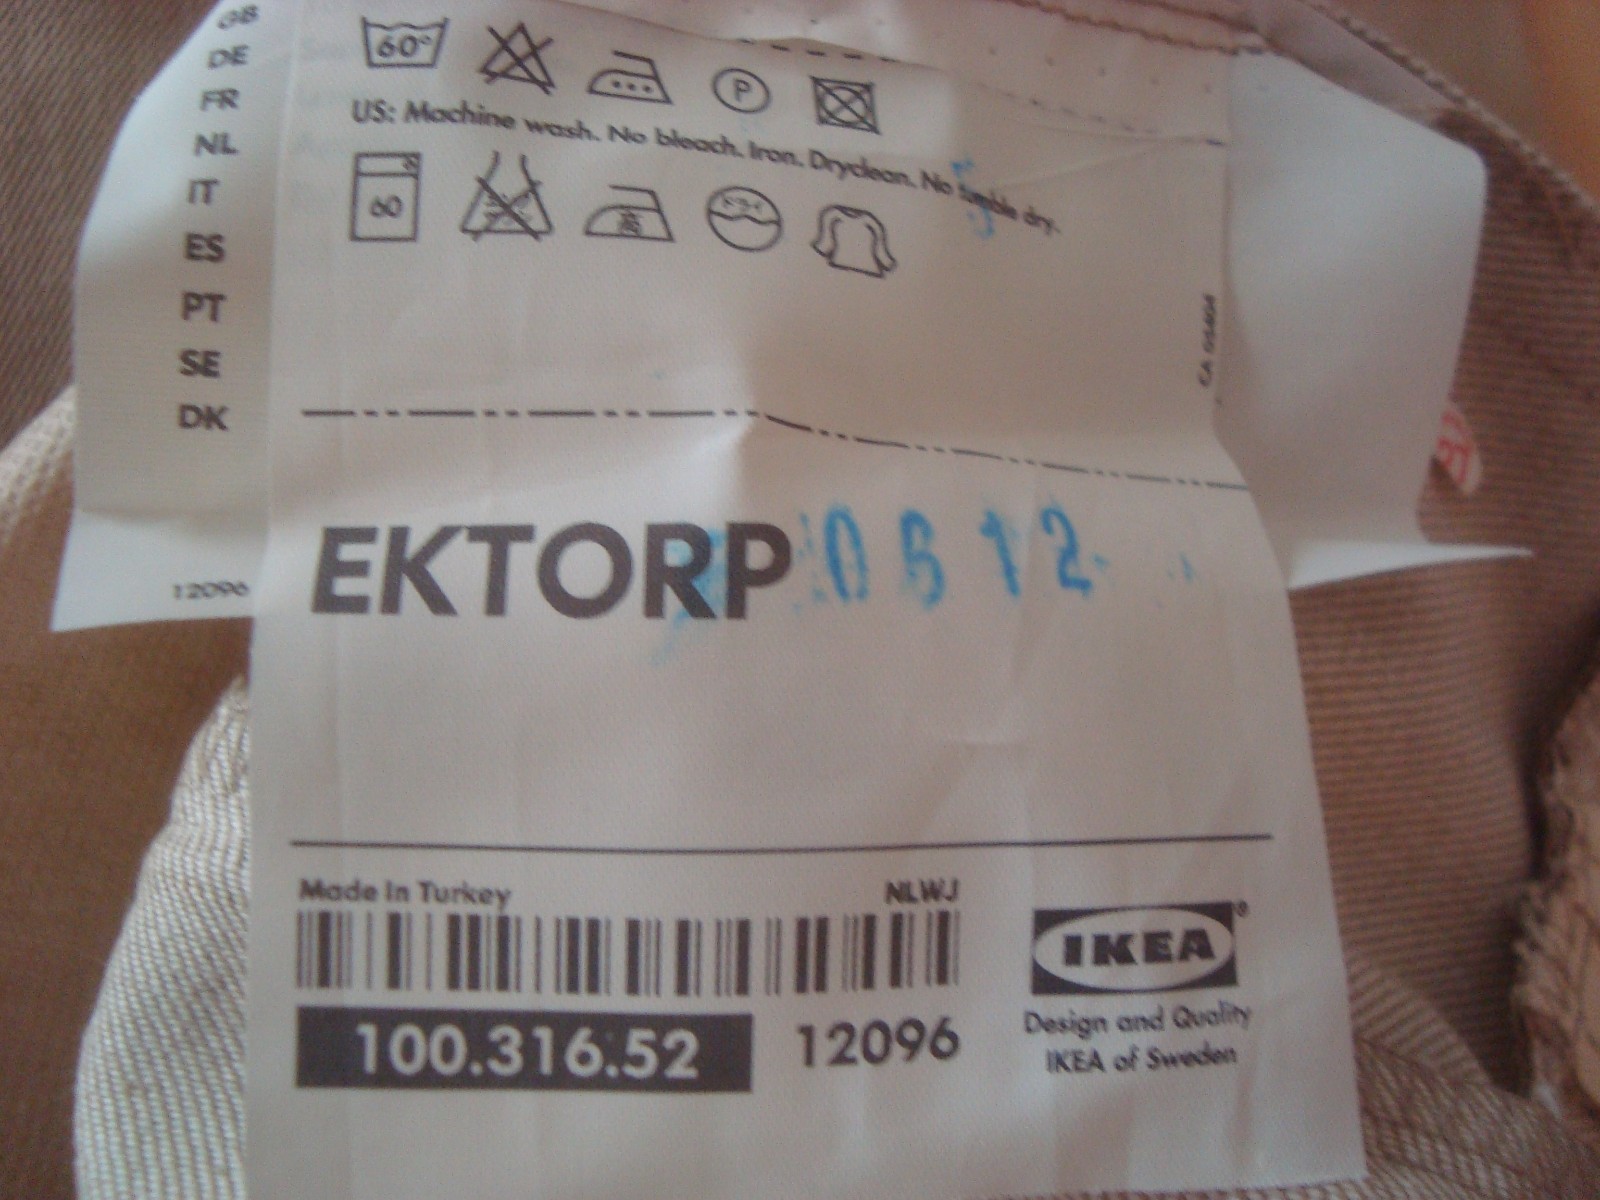 GB
DE
FR
NL
IT
ES
PT
SE
DK
12096
60°
P
US: Machine wash. No bleach. Iron. Dryclean. No tumble dry.
60
高
EKTORP
0612
Made in Turkey NLWJ
100.316.52 12096
IKEA®
Design and Quality
IKEA of Sweden